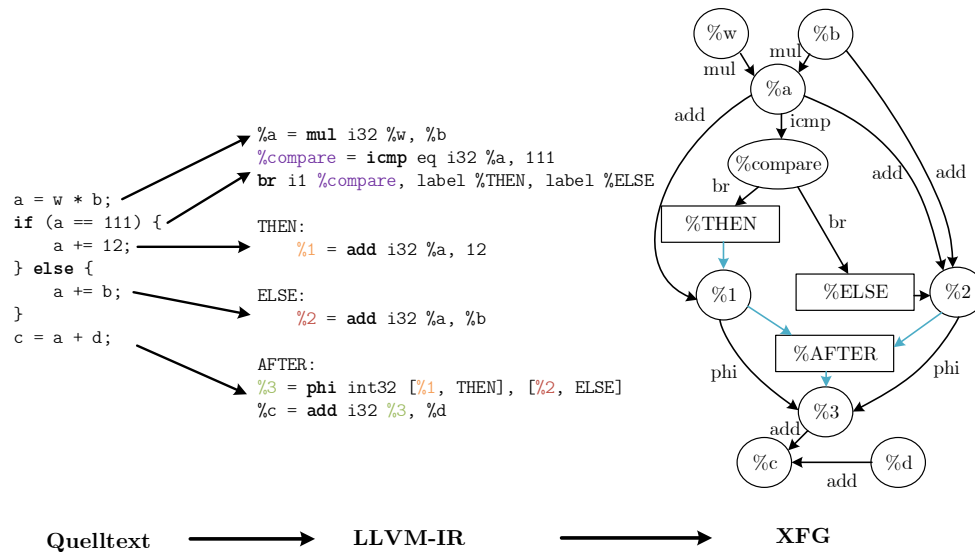 a = w * b;
if (a == 111) {
    a += 12;
} else {
    a += b;
}
c = a + d;
%a = mul i32 %w, %b
%compare = icmp eq i32 %a, 111
br i1 %compare, label %THEN, label %ELSE
THEN:
    %1 = add i32 %a, 12
ELSE:
    %2 = add i32 %a, %b
AFTER:
%3 = phi int32 [%1, THEN], [%2, ELSE]
%c = add i32 %3, %d
%w
%b
mul
mul
%a
add
icmp
%compare
add
add
br
%THEN
br
%1
%ELSE
%2
%AFTER
phi
phi
%3
add
%c
%d
add
Quelltext
LLVM-IR
XFG